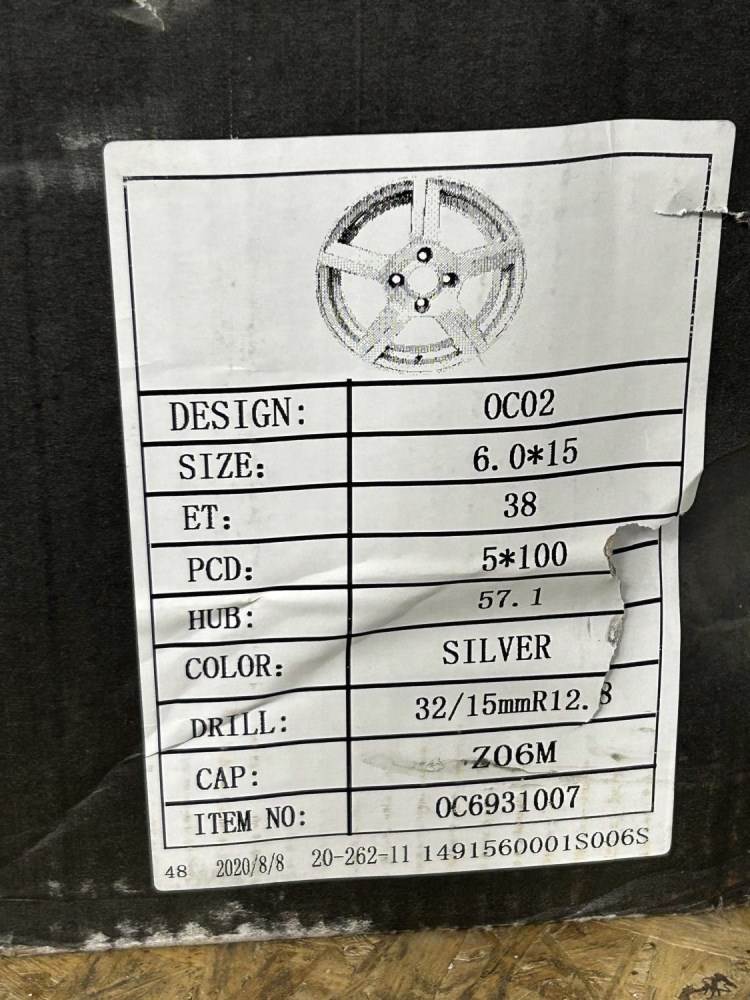 DESIGN: OC02
SIZE: 6.0*15
ET: 38
PCD: 5*100
HUB: 57.1
COLOR: SILVER
DRILL: 32/15mmR12.8
CAP: Z06M
ITEM NO: OC6931007
48 2020/8/8 20-262-11 1491560001S006S